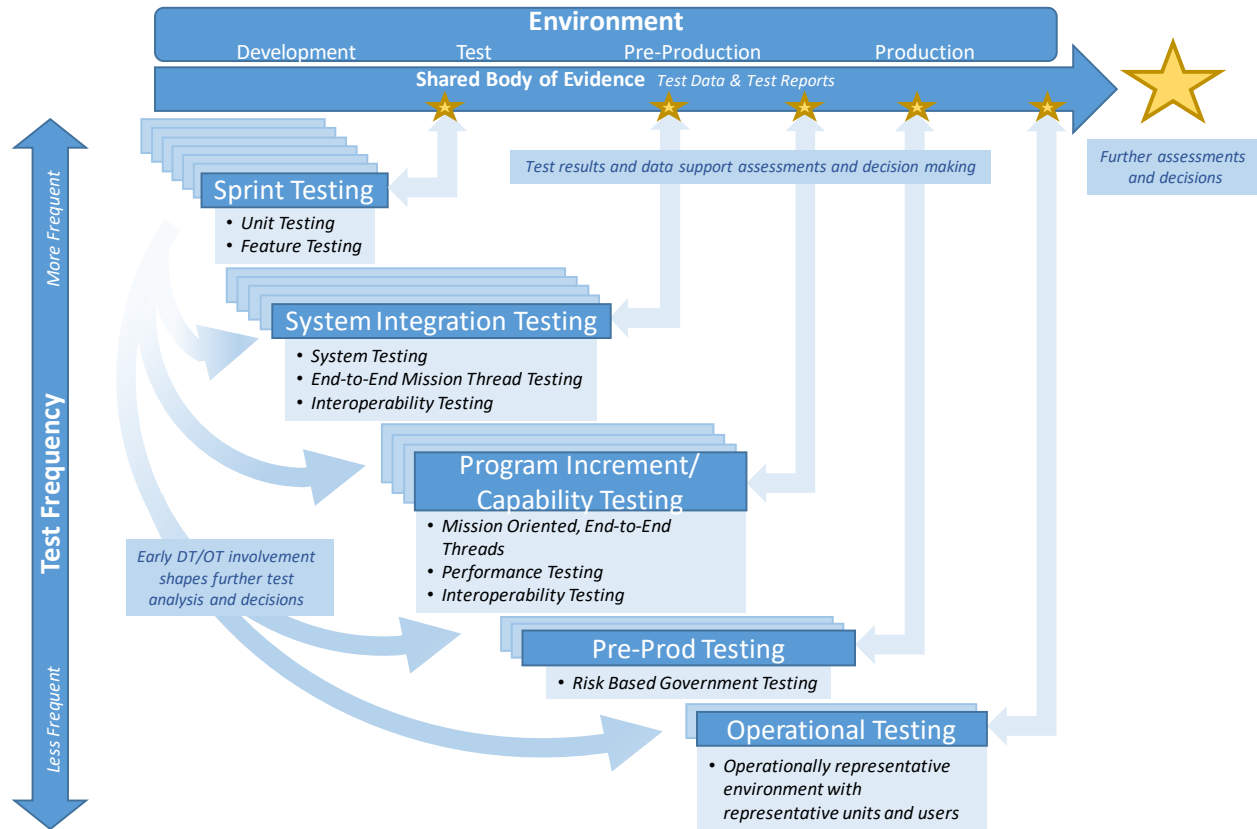 Environment
Development Test Pre-Production Production
Shared Body of Evidence Test Data & Test Reports
Test results and data support assessments and decision making
Further assessments
and decisions
More Frequent
Test Frequency
Less Frequent
Sprint Testing
• Unit Testing
• Feature Testing
System Integration Testing
• System Testing
• End-to-End Mission Thread Testing
• Interoperability Testing
Program Increment/
Capability Testing
• Mission Oriented, End-to-End
Threads
• Performance Testing
• Interoperability Testing
Early DT/OT involvement
shapes further test
analysis and decisions
Pre-Prod Testing
• Risk Based Government Testing
Operational Testing
• Operationally representative
environment with
representative units and users